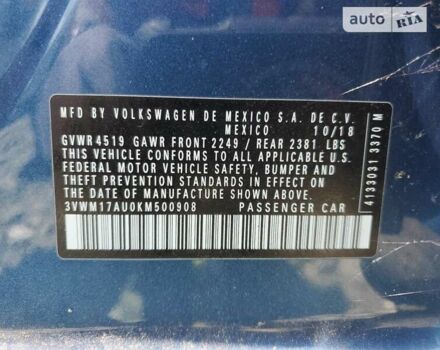 auto RIA
MFD BY VOLKSWAGEN DE MEXICO S.A. DE C.V.
MEXICO 10/18
GVWR 4519 GAWR FRONT 2249 / REAR 2381 LBS
THIS VEHICLE CONFORMS TO ALL APPLICABLE U.S.
FEDERAL MOTOR VEHICLE SAFETY, BUMPER AND
THEFT PREVENTION STANDARDS IN EFFECT ON THE
DATE OF MANUFACTURE SHOWN ABOVE.
3VWM17AU0KM500908 PASSENGER CAR
4133031 3370 M